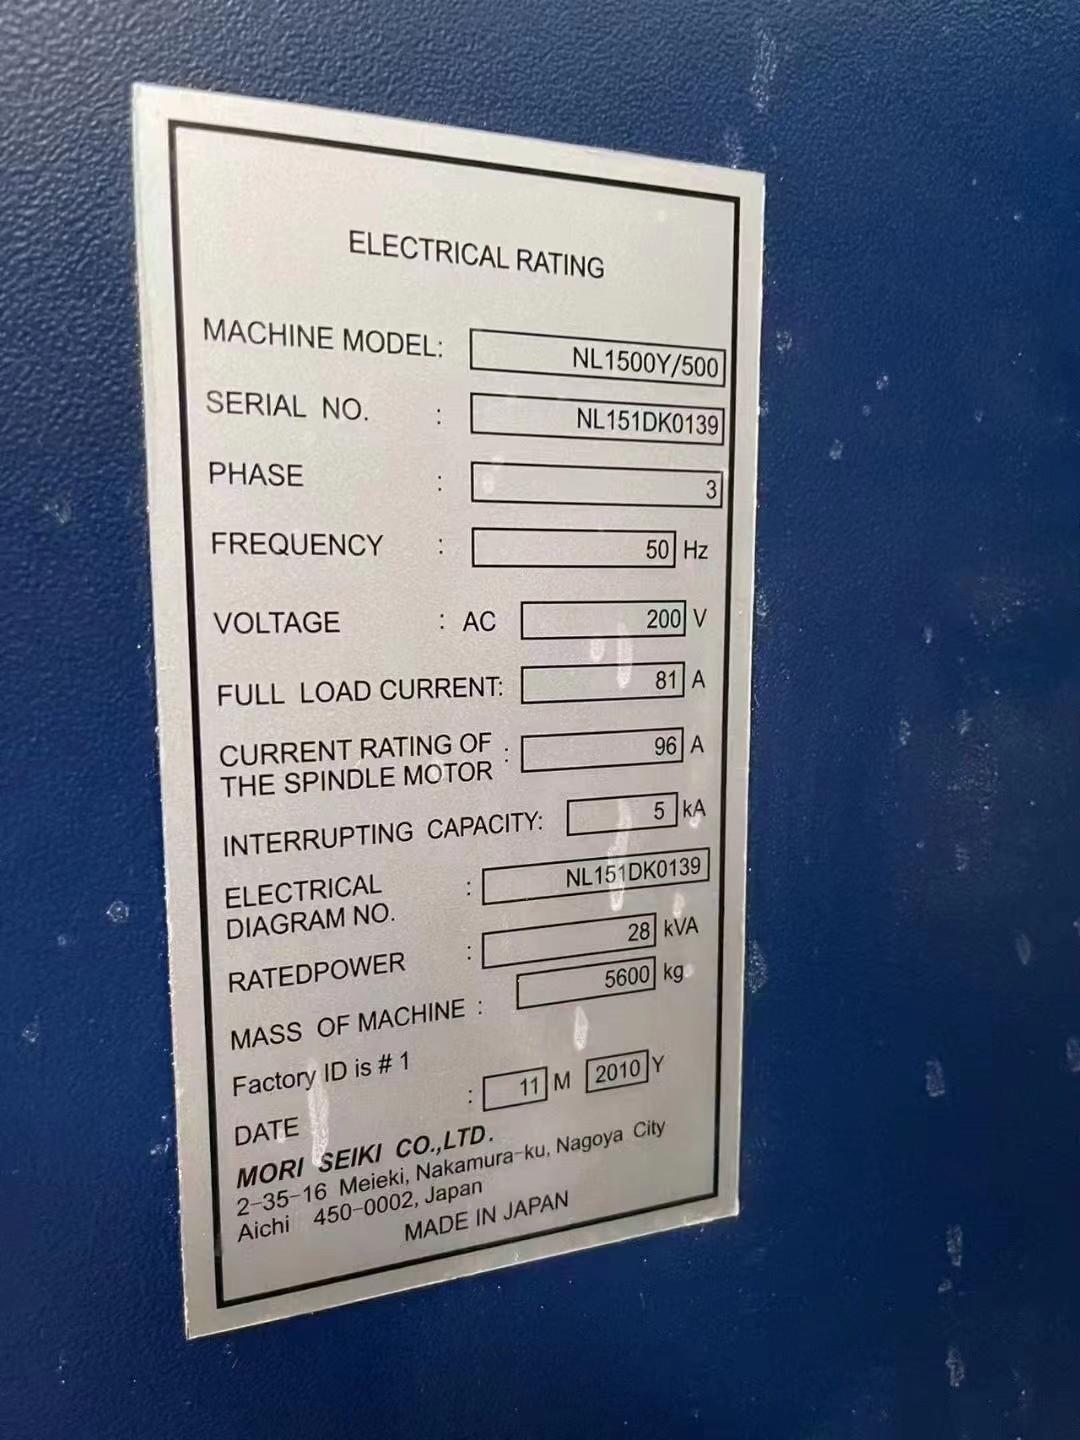 ELECTRICAL RATING
MACHINE MODEL: NL1500Y/500
SERIAL NO. : NL151DK0139
PHASE : 3
FREQUENCY : 50 Hz
VOLTAGE : AC 200 V
FULL LOAD CURRENT: 81 A
CURRENT RATING OF
THE SPINDLE MOTOR : 96 A
INTERRUPTING CAPACITY: 5 kA
ELECTRICAL
DIAGRAM NO. : NL151DK0139
RATEDPOWER : 28 kVA
MASS OF MACHINE : 5600 kg
Factory ID is # 1
DATE : 11 M 2010 Y
MORI SEIKI CO.,LTD.
2-35-16 Meieki, Nakamura-ku, Nagoya City
Aichi 450-0002, Japan
MADE IN JAPAN